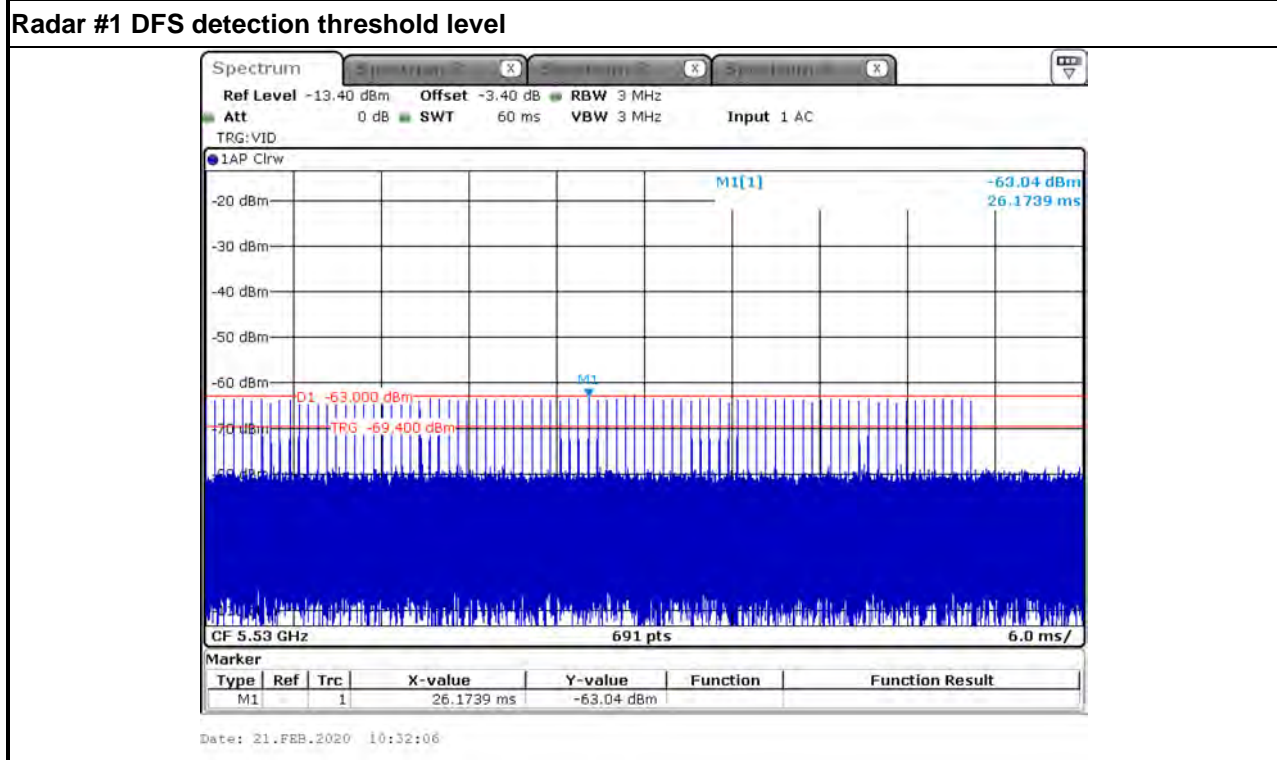 Radar #1 DFS detection threshold level
Spectrum
Ref Level -13.40 dBm Offset -3.40 dB RBW 3 MHz
Att 0 dB SWT 60 ms VBW 3 MHz Input 1 AC
TRG:VID
1AP Clrw
M1[1] -63.04 dBm
26.1739 ms
-20 dBm
-30 dBm
-40 dBm
-50 dBm
-60 dBm
M1
D1 -63.000 dBm
-70 dBm
TRG -69.400 dBm
CF 5.53 GHz 691 pts 6.0 ms/
Marker
Type Ref Trc X-value Y-value Function Function Result
M1 1 26.1739 ms -63.04 dBm
Date: 21.FEB.2020 10:32:06